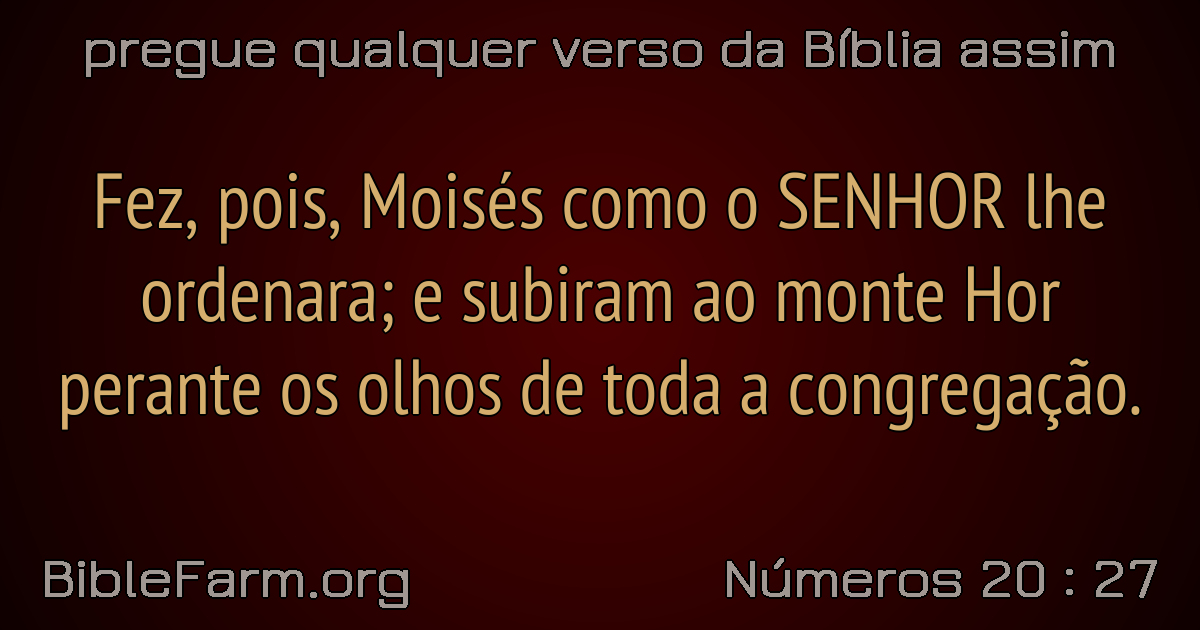 pregue qualquer verso da Bíblia assim
Fez, pois, Moisés como o SENHOR lhe
ordenara; e subiram ao monte Hor
perante os olhos de toda a congregação.
BibleFarm.org
Números 20 : 27